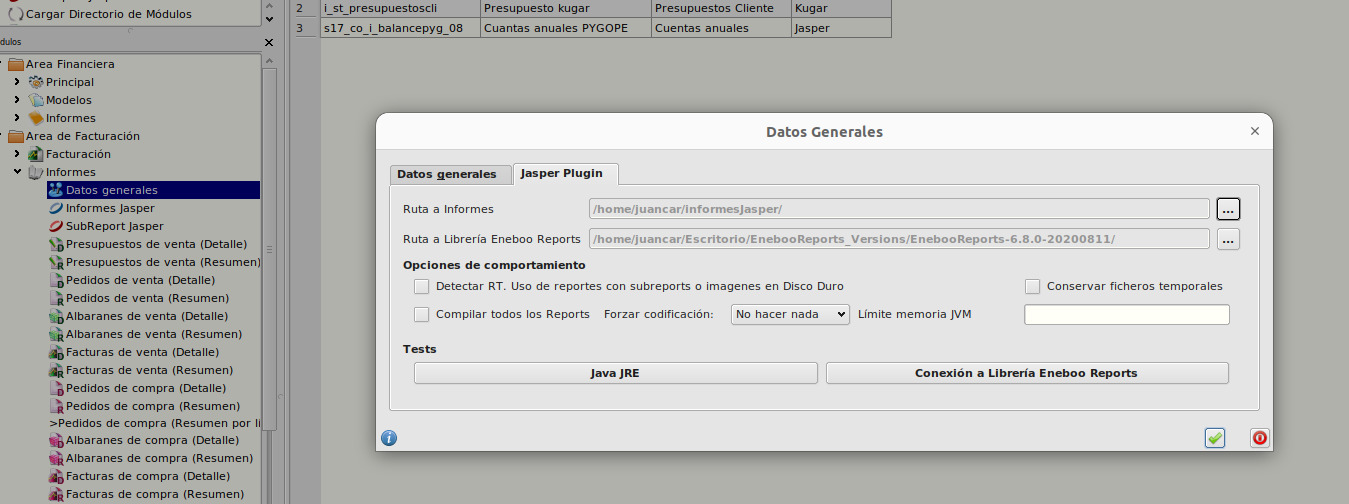 Cargar Directorio de Módulos
dulos
Area Financiera
Principal
Modelos
Informes
Area de Facturación
Facturación
Informes
Datos generales
Informes Jasper
SubReport Jasper
Presupuestos de venta (Detalle)
Presupuestos de venta (Resumen)
Pedidos de venta (Detalle)
Pedidos de venta (Resumen)
Albaranes de venta (Detalle)
Albaranes de venta (Resumen)
Facturas de venta (Detalle)
Facturas de venta (Resumen)
Pedidos de compra (Detalle)
Pedidos de compra (Resumen)
>Pedidos de compra (Resumen por lí
Albaranes de compra (Detalle)
Albaranes de compra (Resumen)
Facturas de compra (Detalle)
Facturas de compra (Resumen)
2 i_st_presupuestoscli Presupuesto kugar Presupuestos Cliente Kugar
3 s17_co_i_balancepyg_08 Cuantas anuales PYGOPE Cuentas anuales Jasper
Datos Generales
Datos generales Jasper Plugin
Ruta a Informes /home/juancar/informesJasper/ ...
Ruta a Librería Eneboo Reports /home/juancar/Escritorio/EnebooReports_Versions/EnebooReports-6.8.0-20200811/ ...
Opciones de comportamiento
Detectar RT. Uso de reportes con subreports o imagenes en Disco Duro Conservar ficheros temporales
Compilar todos los Reports Forzar codificación: No hacer nada Límite memoria JVM
Tests
Java JRE Conexión a Librería Eneboo Reports